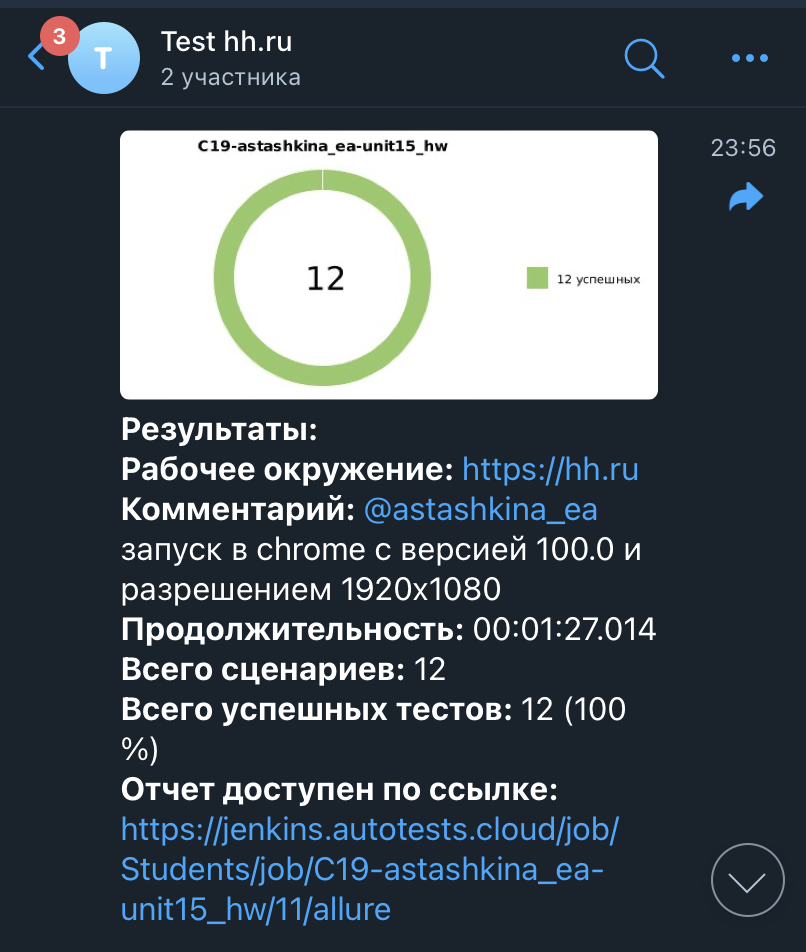 3
T
Test hh.ru
2 участника
C19-astashkina_ea-unit15_hw
23:56
12
12 успешных
Результаты:
Рабочее окружение: https://hh.ru
Комментарий: @astashkina_ea
запуск в chrome с версией 100.0 и
разрешением 1920x1080
Продолжительность: 00:01:27.014
Всего сценариев: 12
Всего успешных тестов: 12 (100
%)
Отчет доступен по ссылке:
https://jenkins.autotests.cloud/job/
Students/job/C19-astashkina_ea-
unit15_hw/11/allure